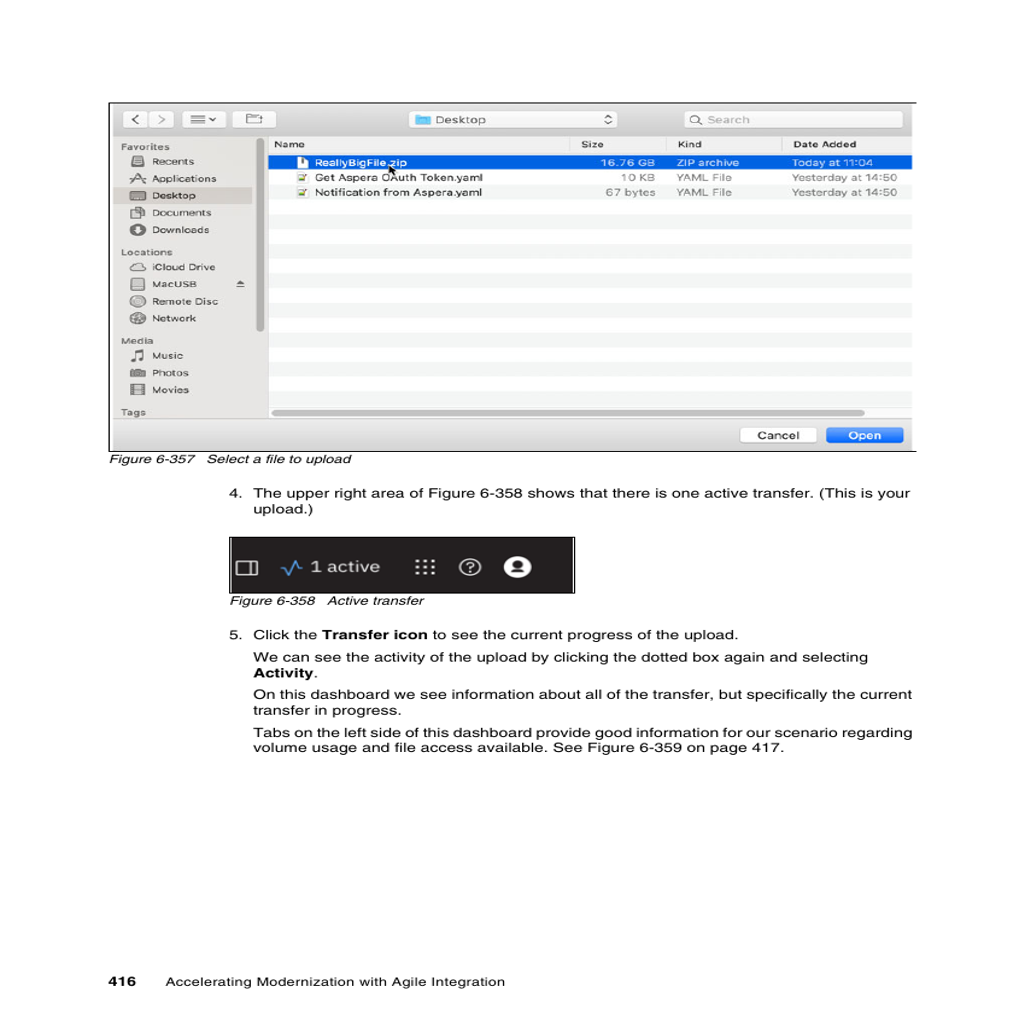 Desktop
Search
Favorites
Recents
Applications
Desktop
Documents
Downloads
Locations
iCloud Drive
MacUSB
Remote Disc
Network
Media
Music
Photos
Movies
Tags
Name Size Kind Date Added
ReallyBigFile.zip 16.76 GB ZIP archive Today at 11:04
Get Aspera OAuth Token.yaml 10 KB YAML File Yesterday at 14:50
Notification from Aspera.yaml 67 bytes YAML File Yesterday at 14:50
Cancel Open
Figure 6-357 Select a file to upload
4. The upper right area of Figure 6-358 shows that there is one active transfer. (This is your
upload.)
1 active
Figure 6-358 Active transfer
5. Click the Transfer icon to see the current progress of the upload.
We can see the activity of the upload by clicking the dotted box again and selecting
Activity.
On this dashboard we see information about all of the transfer, but specifically the current
transfer in progress.
Tabs on the left side of this dashboard provide good information for our scenario regarding
volume usage and file access available. See Figure 6-359 on page 417.
416 Accelerating Modernization with Agile Integration